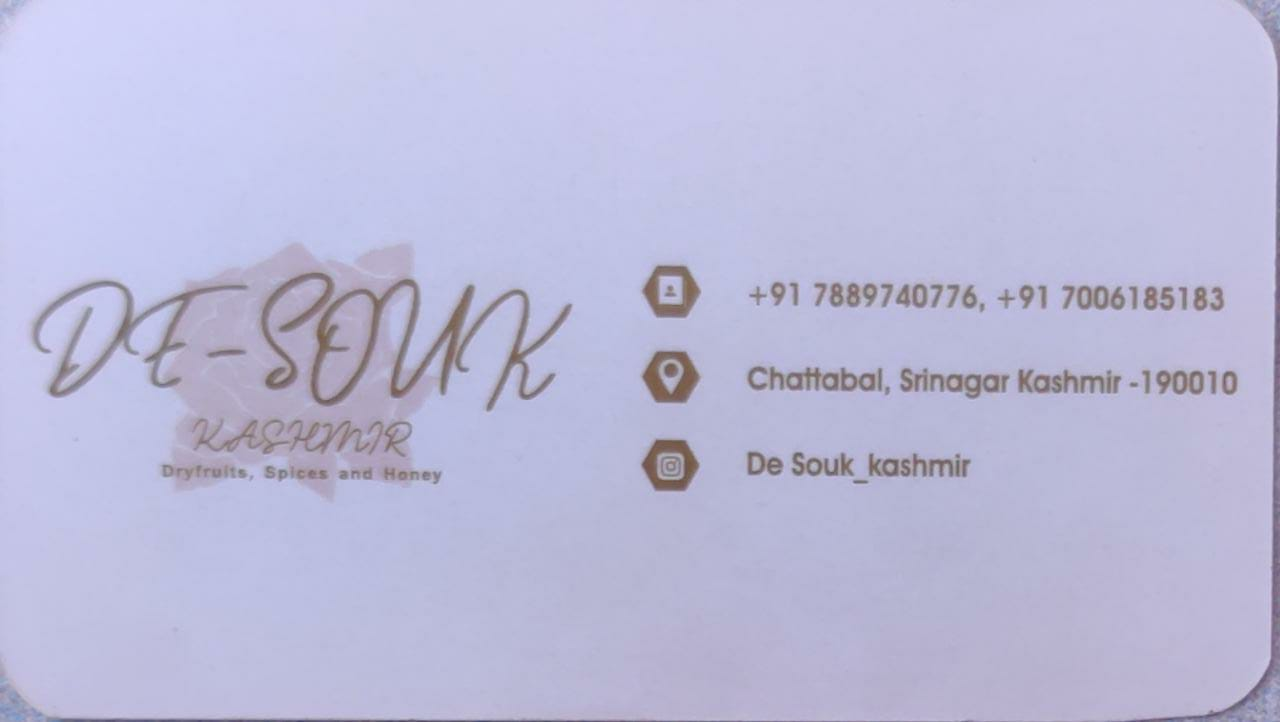 DE-SOUK
KASHMIR
Dryfruits, Spices and Honey
+91 7889740776, +91 7006185183
Chattabal, Srinagar Kashmir -190010
De Souk_kashmir